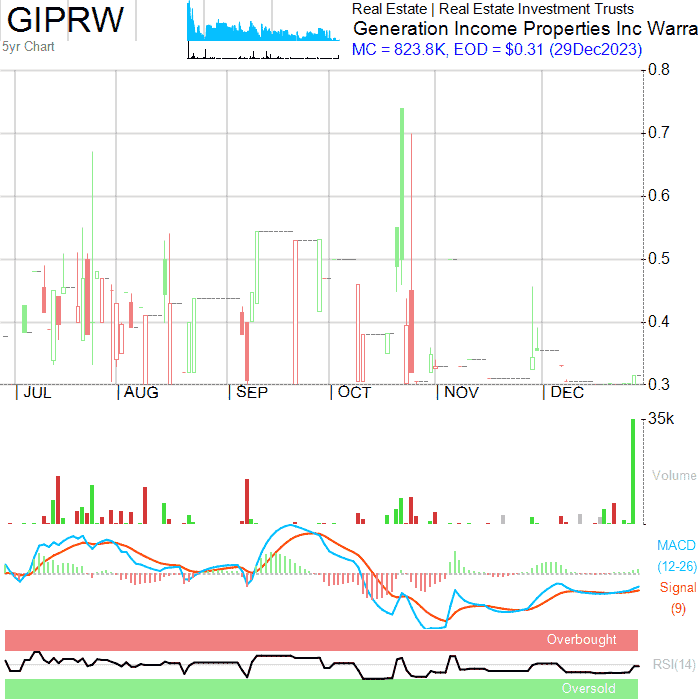 GIPRW
5yr Chart
Real Estate | Real Estate Investment Trusts
Generation Income Properties Inc Warra
MC = 823.8K, EOD = $0.31 (29Dec2023)
0.8
0.7
0.6
0.5
0.4
0.3
JUL AUG SEP OCT NOV DEC
35k
Volume
MACD
(12-26)
Signal
(9)
Overbought
RSI(14)
Oversold